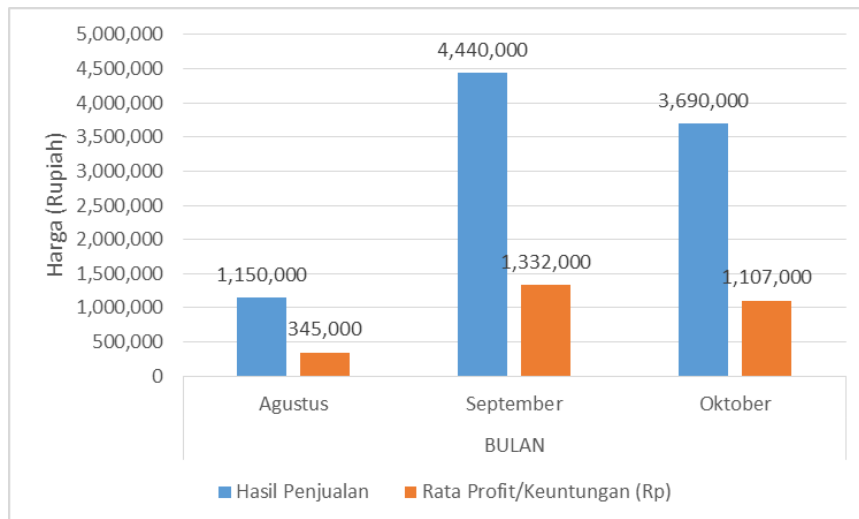 5,000,000
4,500,000
4,000,000
3,500,000
3,000,000
2,500,000
2,000,000
1,500,000
1,000,000
500,000
0
Harga (Rupiah)
1,150,000
345,000
4,440,000
1,332,000
3,690,000
1,107,000
Agustus
September
Oktober
BULAN
Hasil Penjualan
Rata Profit/Keuntungan (Rp)